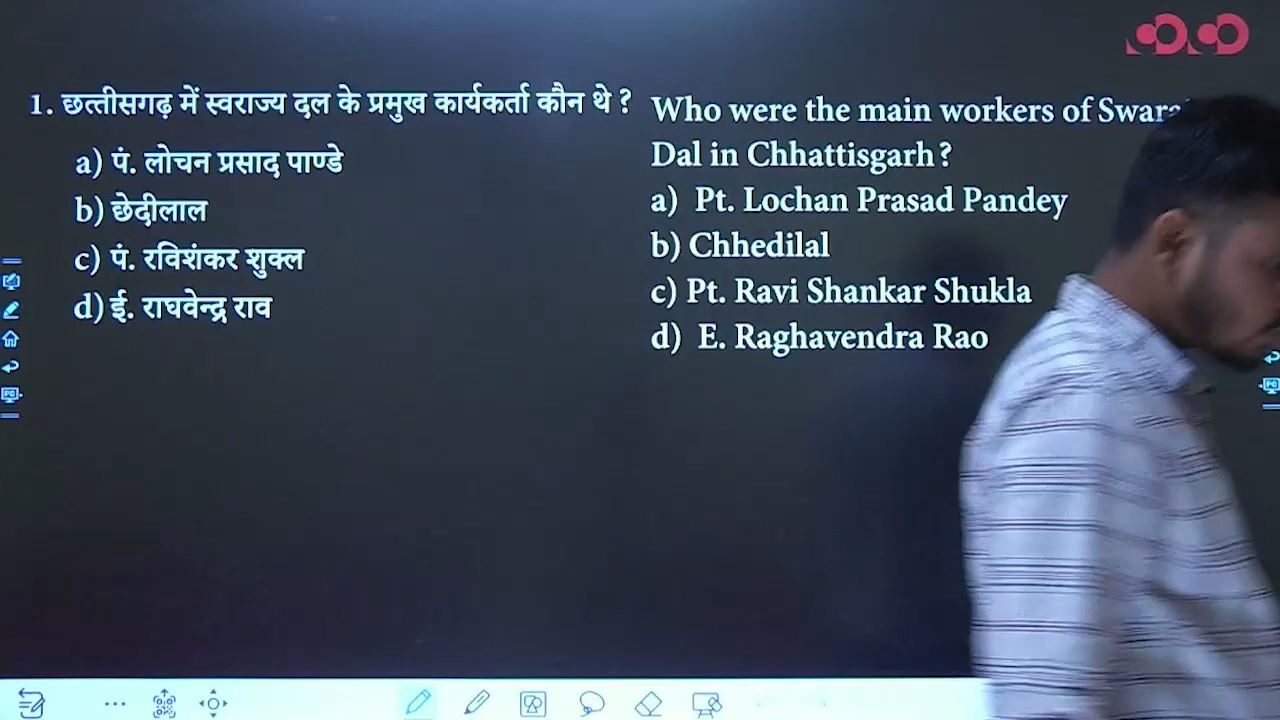 1. छत्तीसगढ़ में स्वराज्य दल के प्रमुख कार्यकर्ता कौन थे ?
a) पं. लोचन प्रसाद पाण्डे
b) छेदीलाल
c) पं. रविशंकर शुक्ल
d) ई. राघवेन्द्र राव
Who were the main workers of
Dal in Chhattisgarh?
a) Pt. Lochan Prasad Pandey
b) Chhedilal
c) Pt. Ravi Shankar Shukla
d) E. Raghavendra Rao